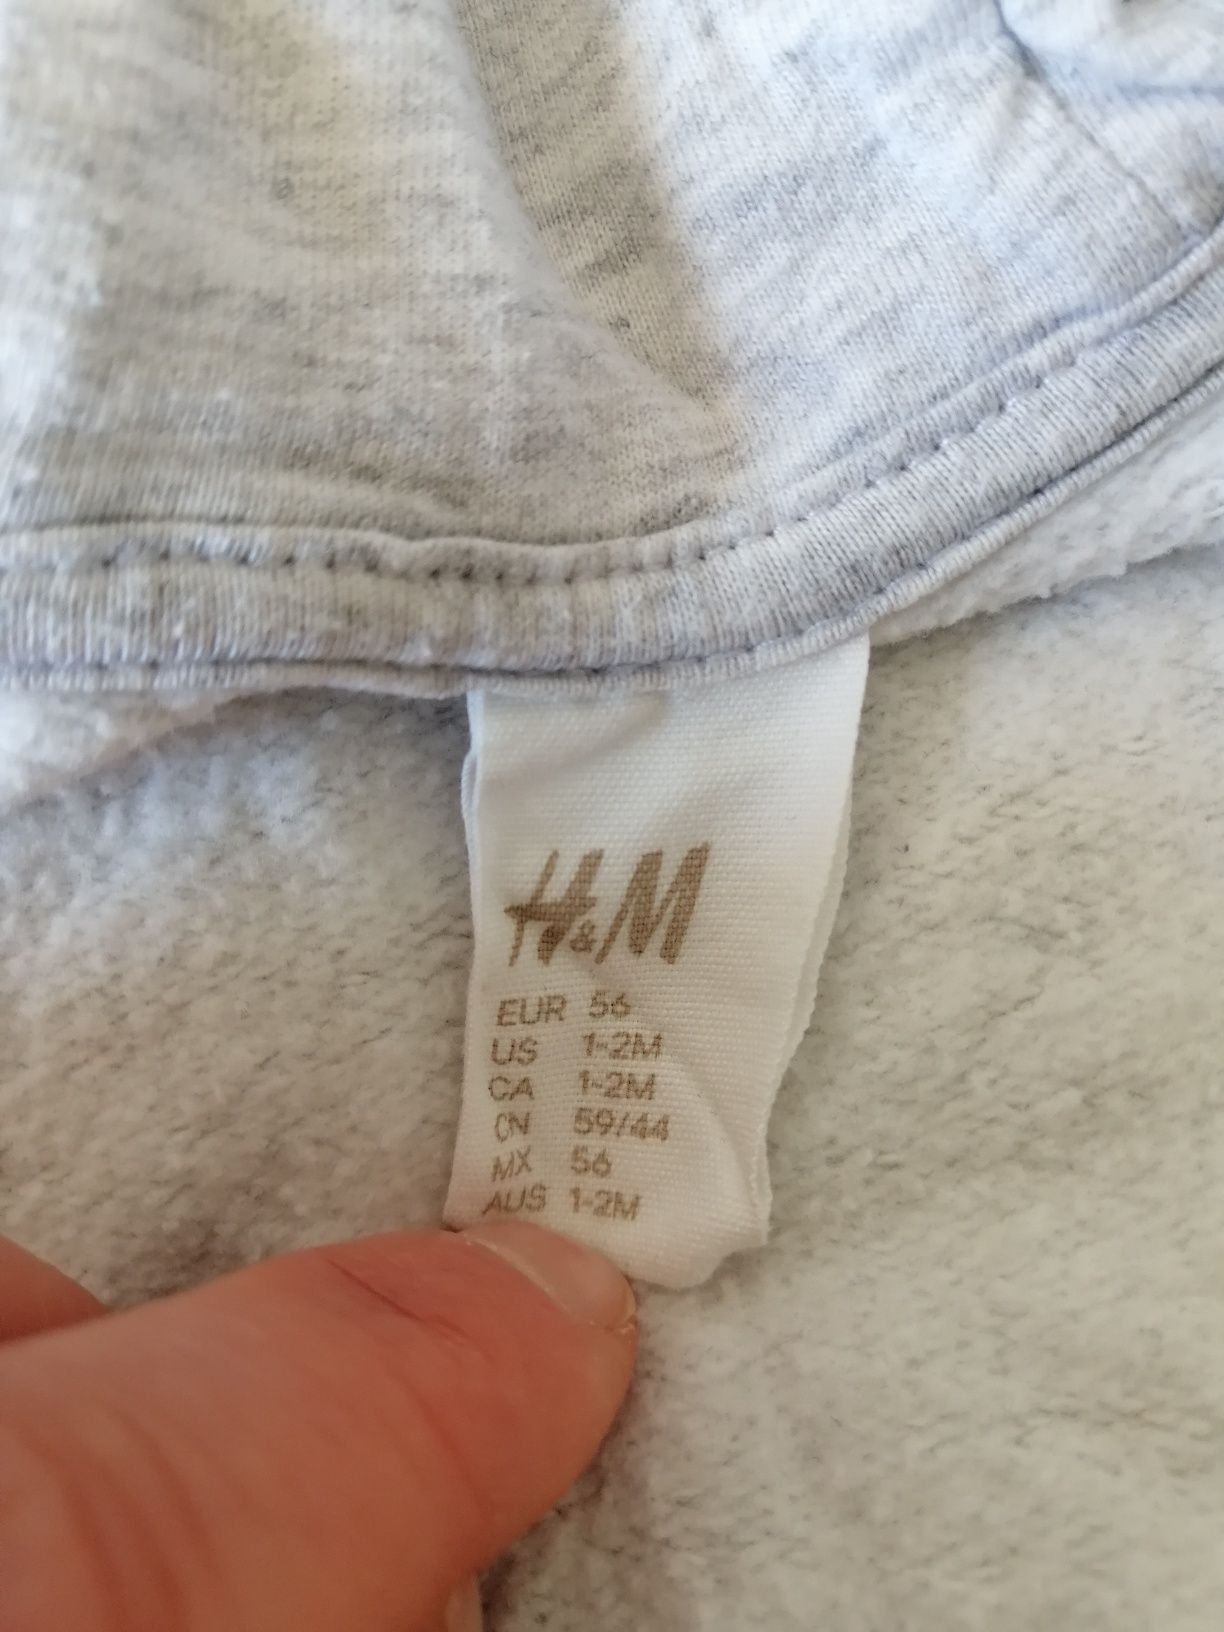 H&M
EUR 56
US 1-2M
CA 1-2M
CN 59/44
MX 56
AUS 1-2M